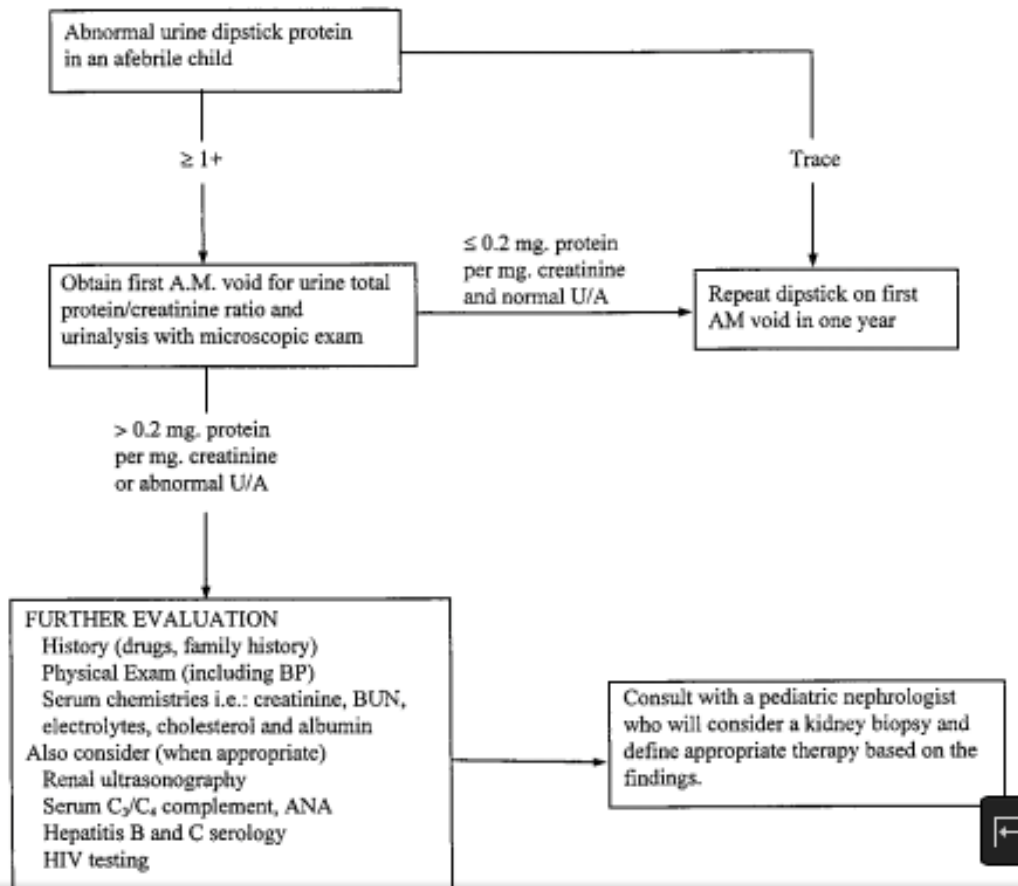 Abnormal urine dipstick protein
in an afebrile child
≥ 1+
Trace
Obtain first A.M. void for urine total
protein/creatinine ratio and
urinalysis with microscopic exam
≤ 0.2 mg. protein
per mg. creatinine
and normal U/A
Repeat dipstick on first
AM void in one year
> 0.2 mg. protein
per mg. creatinine
or abnormal U/A
FURTHER EVALUATION
History (drugs, family history)
Physical Exam (including BP)
Serum chemistries i.e.: creatinine, BUN,
electrolytes, cholesterol and albumin
Also consider (when appropriate)
Renal ultrasonography
Serum C₃/C₄ complement, ANA
Hepatitis B and C serology
HIV testing
Consult with a pediatric nephrologist
who will consider a kidney biopsy and
define appropriate therapy based on the
findings.